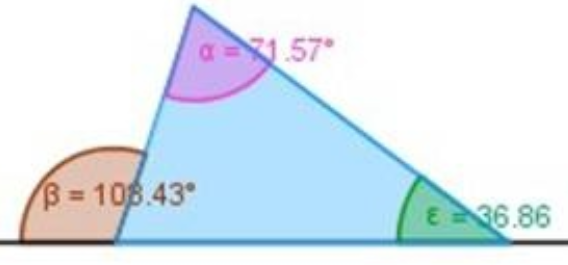 α = 71.57°
β = 108.43°
ε = 36.86